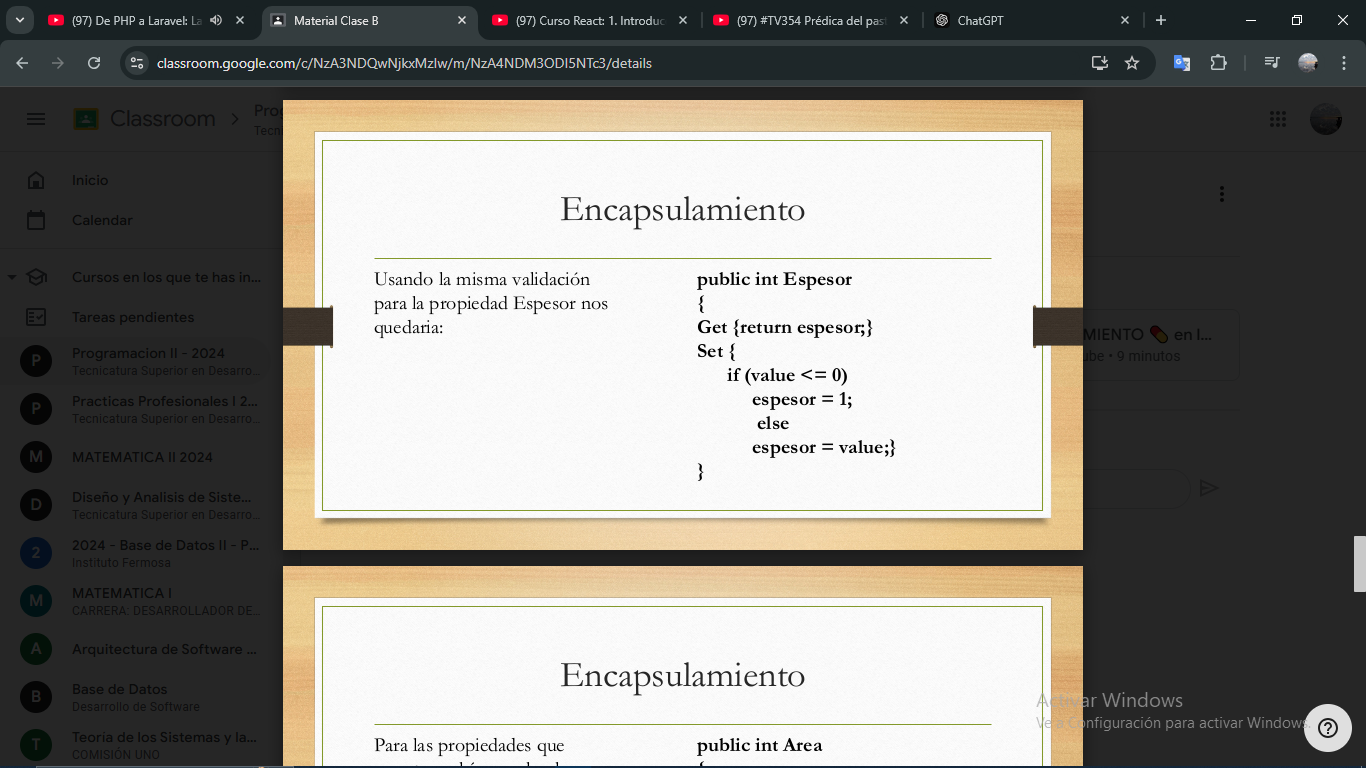 (97) De PHP a Laravel: La
Material Clase B
(97) Curso React: 1. Introduc
(97) #TV354 Prédica del past
ChatGPT
classroom.google.com/c/NzA3NDQwNjkxMzIw/m/NzA4NDM3ODI5NTc3/details
Classroom
Prog
Tecn
Inicio
Calendar
Cursos en los que te has in...
Tareas pendientes
P
Programacion II - 2024
Tecnicatura Superior en Desarro...
P
Practicas Profesionales I 2...
Tecnicatura Superior en Desarro...
M
MATEMATICA II 2024
D
Diseño y Analisis de Siste...
Tecnicatura Superior en Desarro...
2
2024 - Base de Datos II - P...
Instituto Fermosa
M
MATEMATICA I
CARRERA: DESARROLLADOR DE...
A
Arquitectura de Software ...
B
Base de Datos
Desarrollo de Software
T
Teoria de los Sistemas y la...
COMISIÓN UNO
Encapsulamiento
Usando la misma validación
para la propiedad Espesor nos
quedaria:
public int Espesor
{
Get {return espesor;}
Set {
if (value <= 0)
espesor = 1;
else
espesor = value;}
}
MIENTO 💊 en l...
ube • 9 minutos
Encapsulamiento
Para las propiedades que
public int Area
Activar Windows
Ve a Configuración para activar Windows.